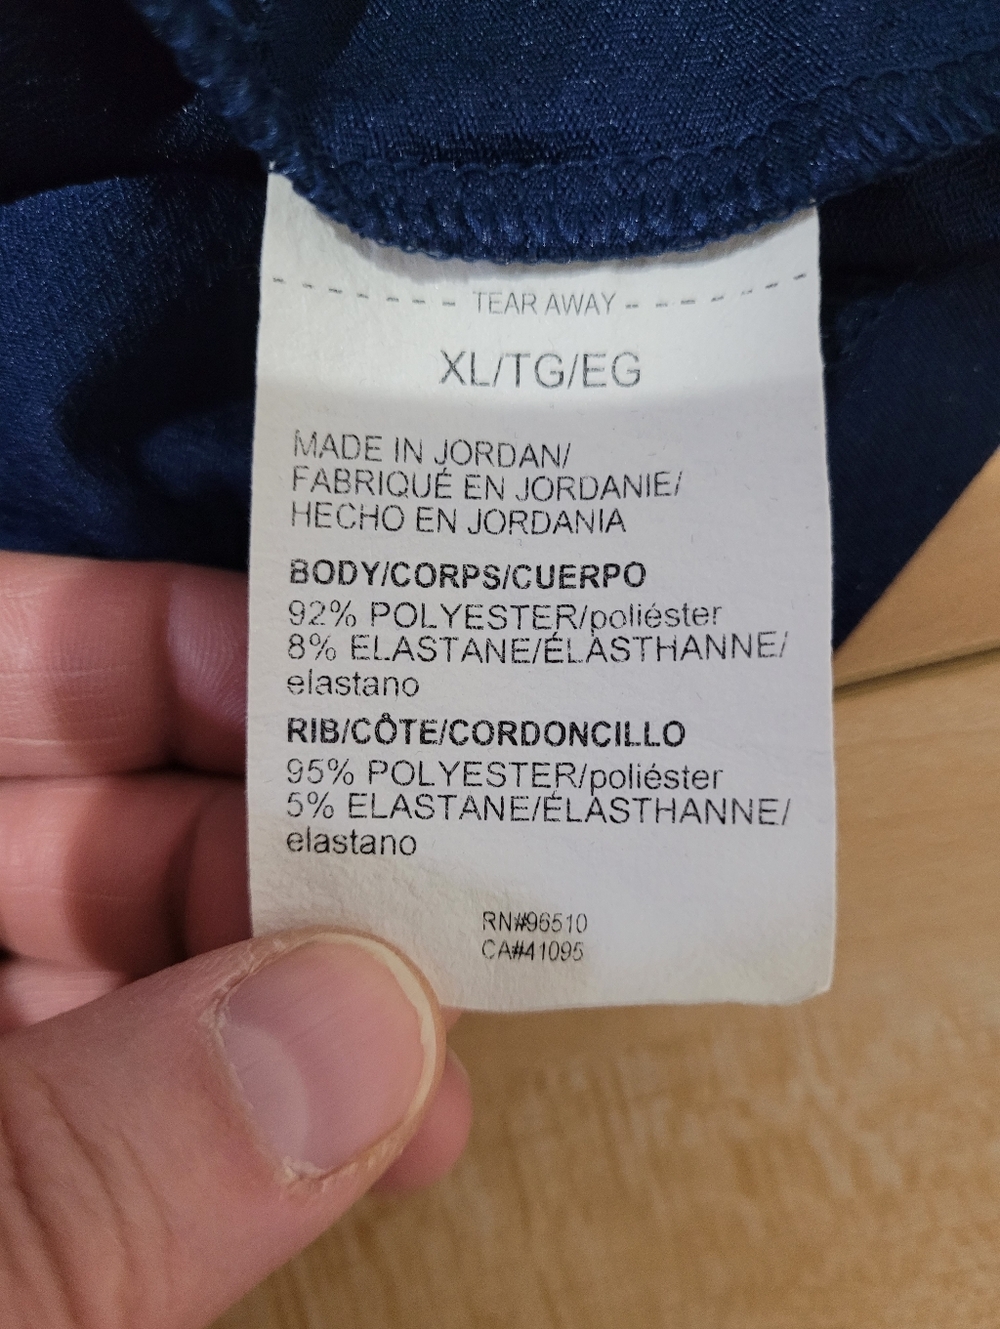 TEAR AWAY
XL/TG/EG
MADE IN JORDAN/
FABRIQUÉ EN JORDANIE/
HECHO EN JORDANIA
BODY/CORPS/CUERPO
92% POLYESTER/poliéster
8% ELASTANE/ÉLASTHANNE/
elastano
RIB/CÔTE/CORDONCILLO
95% POLYESTER/poliéster
5% ELASTANE/ÉLASTHANNE/
elastano
RN#96510
CA#41095